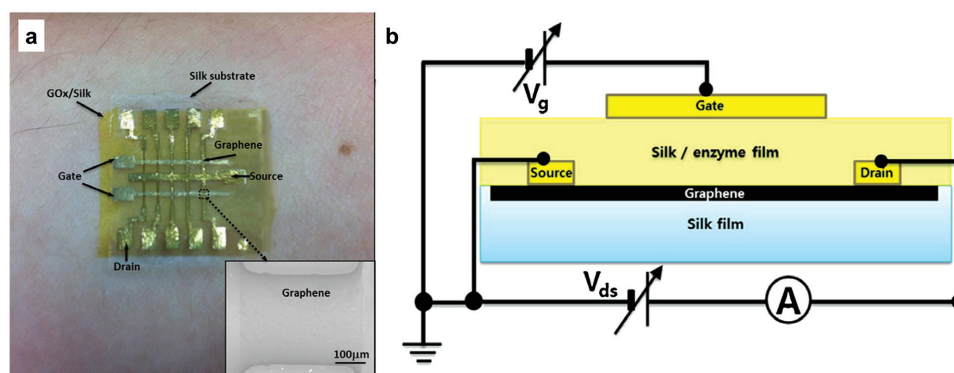 a
Silk substrate
GOx/Silk
Graphene
Gate
Source
Drain
Graphene
100μm
b
Vg
Gate
Silk / enzyme film
Source
Drain
Graphene
Silk film
Vds
A